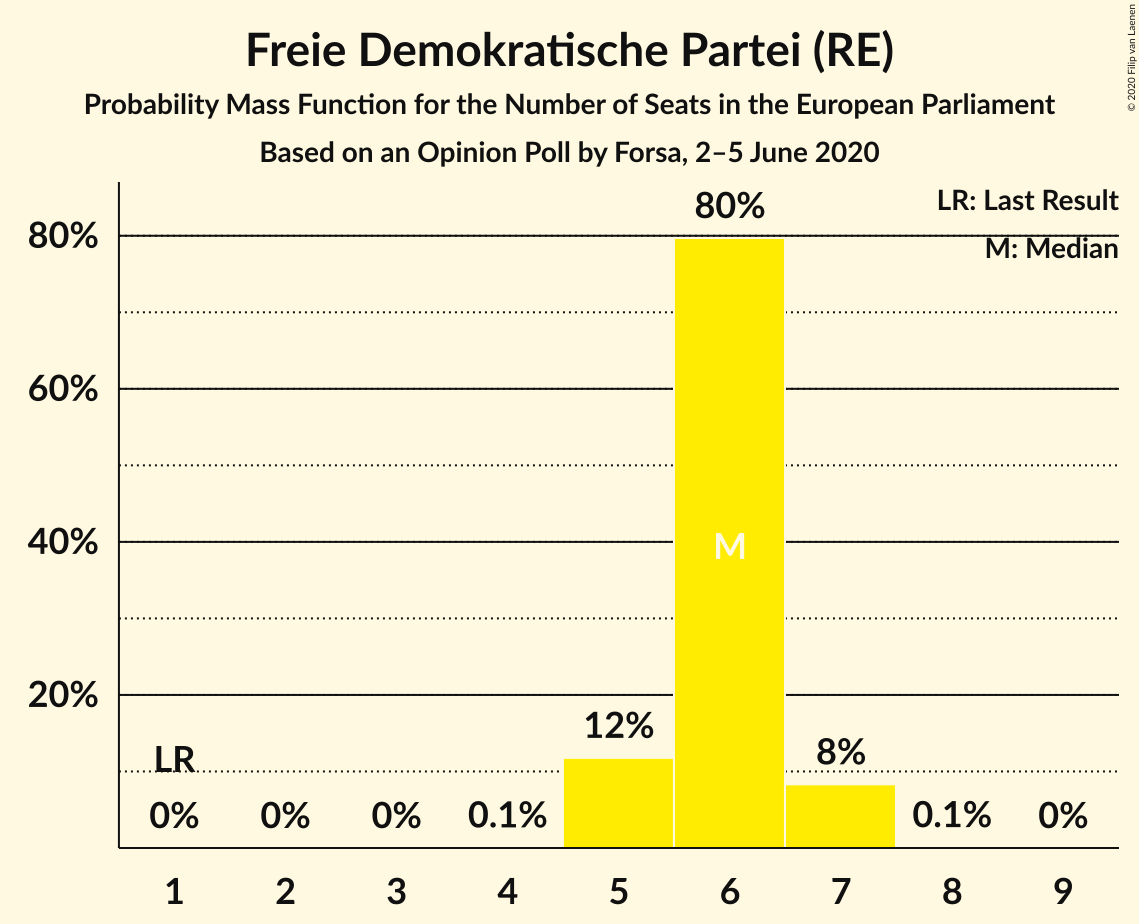 Freie Demokratische Partei (RE)
Probability Mass Function for the Number of Seats in the European Parliament
Based on an Opinion Poll by Forsa, 2–5 June 2020
© 2020 Filip van Laenen
LR: Last Result
M: Median
80%
60%
40%
20%
LR
0%
0%
0%
0.1%
12%
80%
M
8%
0.1%
0%
1 2 3 4 5 6 7 8 9